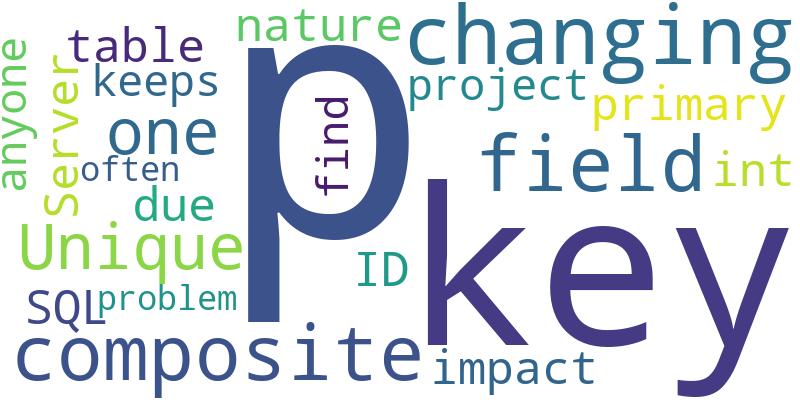 nature
changing
table
anyone
keeps
project
Server
primary
one
p
find
field
often
int
due
key
Unique
ID
SQL
problem
composite
impact